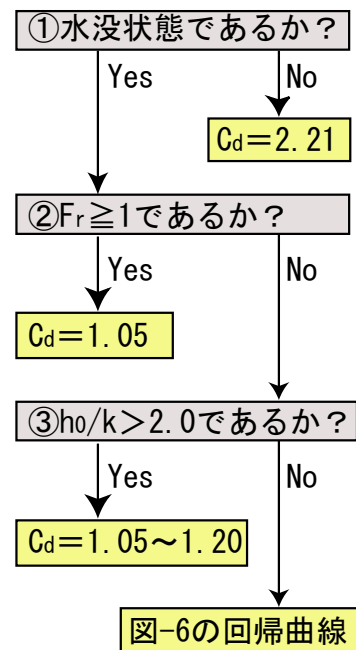 ①水没状態であるか？
Yes
No
Cd＝2.21
②Fr≧1であるか？
Yes
No
Cd＝1.05
③h0/k＞2.0であるか？
Yes
No
Cd＝1.05～1.20
図-6の回帰曲線